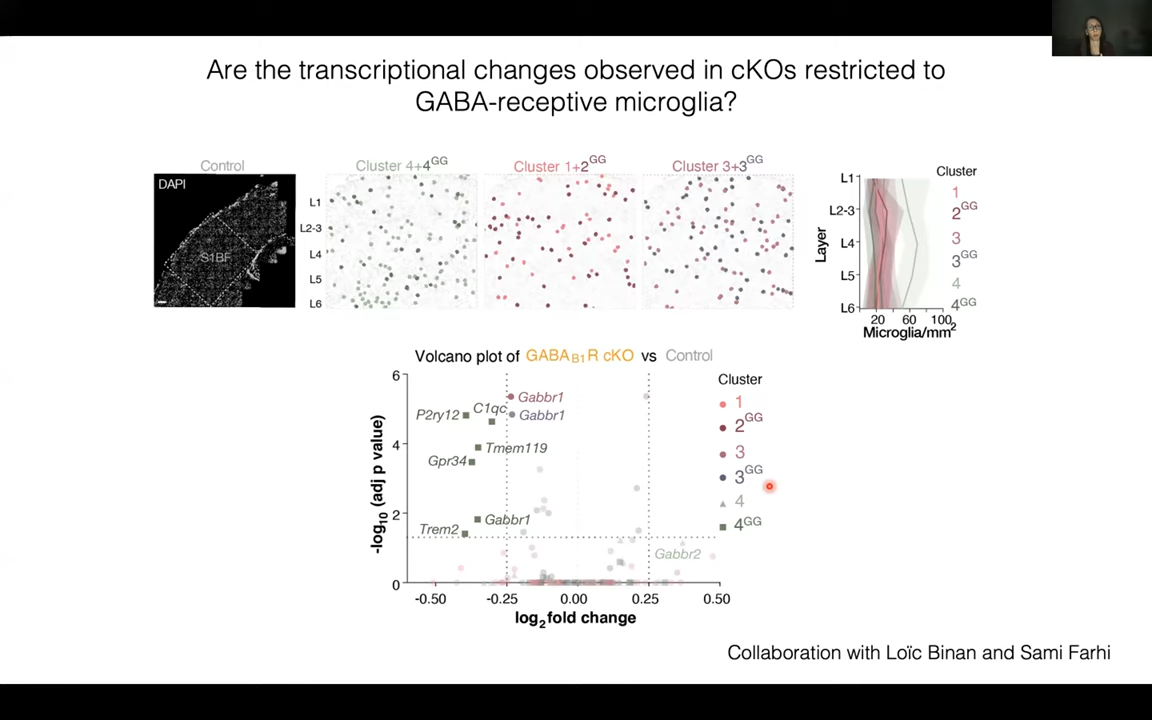 Are the transcriptional changes observed in cKOs restricted to
GABA-receptive microglia?
Control
DAPI
S1BF
Cluster 4+4GG
Cluster 1+2GG
Cluster 3+3GG
L1
L2-3
L4
L5
L6
Layer
L1
L2-3
L4
L5
L6
20 60 100
Microglia/mm2
Cluster
1
2GG
3
3GG
4
4GG
Volcano plot of GABAB1R cKO vs Control
-log10 (adj p value)
6
4
2
0
Gabbr1
P2ry12 C1qc Gabbr1
Tmem119
Gpr34
Gabbr1
Trem2
Gabbr2
-0.50 -0.25 0.00 0.25 0.50
log2fold change
Cluster
1
2GG
3
3GG
4
4GG
Collaboration with Loïc Binan and Sami Farhi